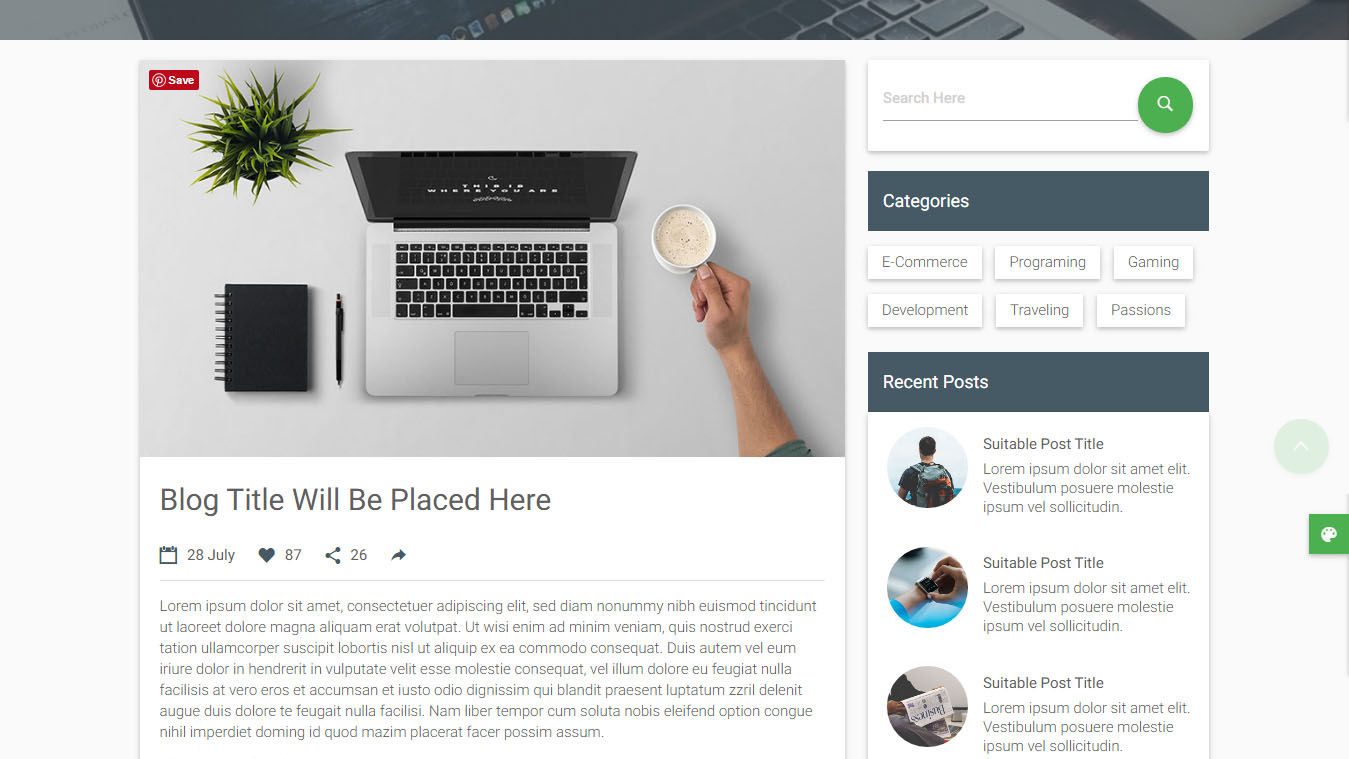 Save
THIS IS
WHERE YOU ARE
Blog Title Will Be Placed Here
28 July 87 26
Lorem ipsum dolor sit amet, consectetuer adipiscing elit, sed diam nonummy nibh euismod tincidunt
ut laoreet dolore magna aliquam erat volutpat. Ut wisi enim ad minim veniam, quis nostrud exerci
tation ullamcorper suscipit lobortis nisl ut aliquip ex ea commodo consequat. Duis autem vel eum
iriure dolor in hendrerit in vulputate velit esse molestie consequat, vel illum dolore eu feugiat nulla
facilisis at vero eros et accumsan et iusto odio dignissim qui blandit praesent luptatum zzril delenit
augue duis dolore te feugait nulla facilisi. Nam liber tempor cum soluta nobis eleifend option congue
nihil imperdiet doming id quod mazim placerat facer possim assum.
Search Here
Categories
E-Commerce Programing Gaming
Development Traveling Passions
Recent Posts
Suitable Post Title
Lorem ipsum dolor sit amet elit.
Vestibulum posuere molestie
ipsum vel sollicitudin.
Suitable Post Title
Lorem ipsum dolor sit amet elit.
Vestibulum posuere molestie
ipsum vel sollicitudin.
Business
Suitable Post Title
Lorem ipsum dolor sit amet elit.
Vestibulum posuere molestie
ipsum vel sollicitudin.